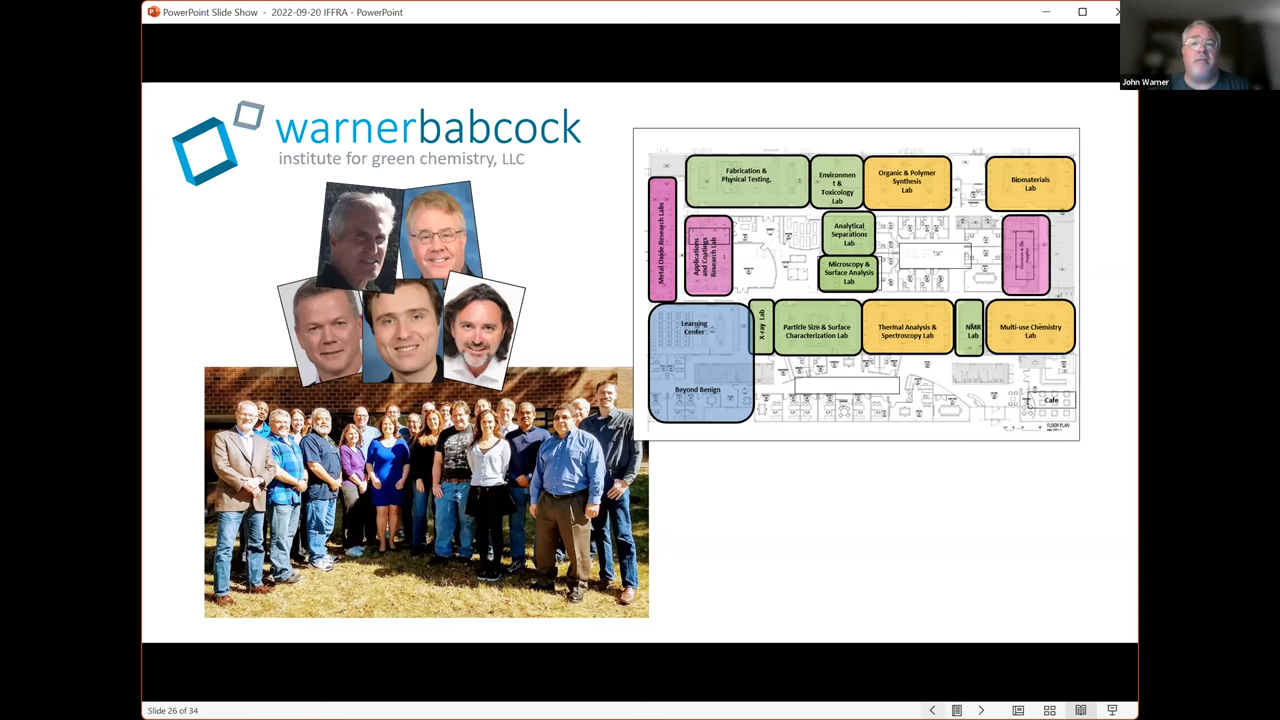 PowerPoint Slide Show - 2022-09-20 IFFRA - PowerPoint
John Warner
warnerbabcock
institute for green chemistry, LLC
Fabrication &
Physical Testing,
Environmen
t &
Toxicology
Lab
Organic & Polymer
Synthesis
Lab
Biomaterials
Lab
Metal Oxide Research Labs
Applications
and Coatings
Research Lab
Analytical
Separations
Lab
Microscopy &
Surface Analysis
Lab
Learning
Center
X-ray Lab
Particle Size & Surface
Characterization Lab
Thermal Analysis &
Spectroscopy Lab
NMR
Lab
Multi-use Chemistry
Lab
Beyond Benign
Cafe
FLOOR PLAN
Slide 26 of 34